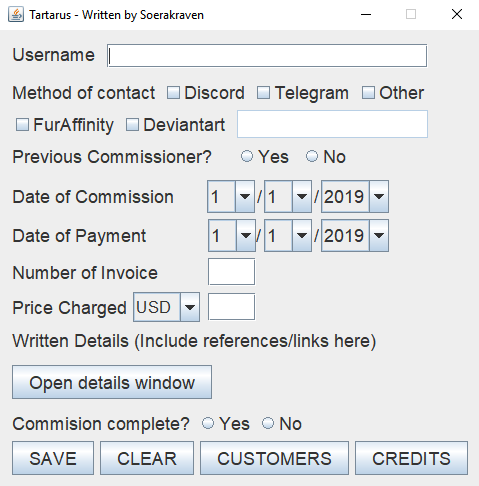 Tartarus - Written by Soerakraven
Username
Method of contact Discord Telegram Other
FurAffinity Deviantart
Previous Commissioner? Yes No
Date of Commission 1 / 1 / 2019
Date of Payment 1 / 1 / 2019
Number of Invoice
Price Charged USD
Written Details (Include references/links here)
Open details window
Commision complete? Yes No
SAVE CLEAR CUSTOMERS CREDITS